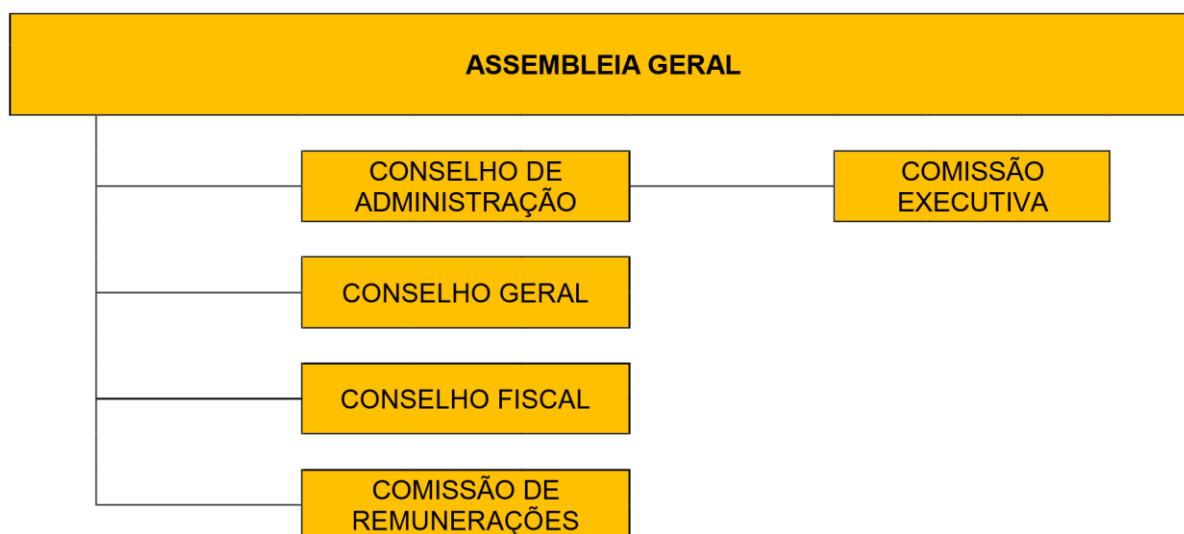 ASSEMBLEIA GERAL
CONSELHO DE
ADMINISTRAÇÃO
COMISSÃO
EXECUTIVA
CONSELHO GERAL
CONSELHO FISCAL
COMISSÃO DE
REMUNERAÇÕES